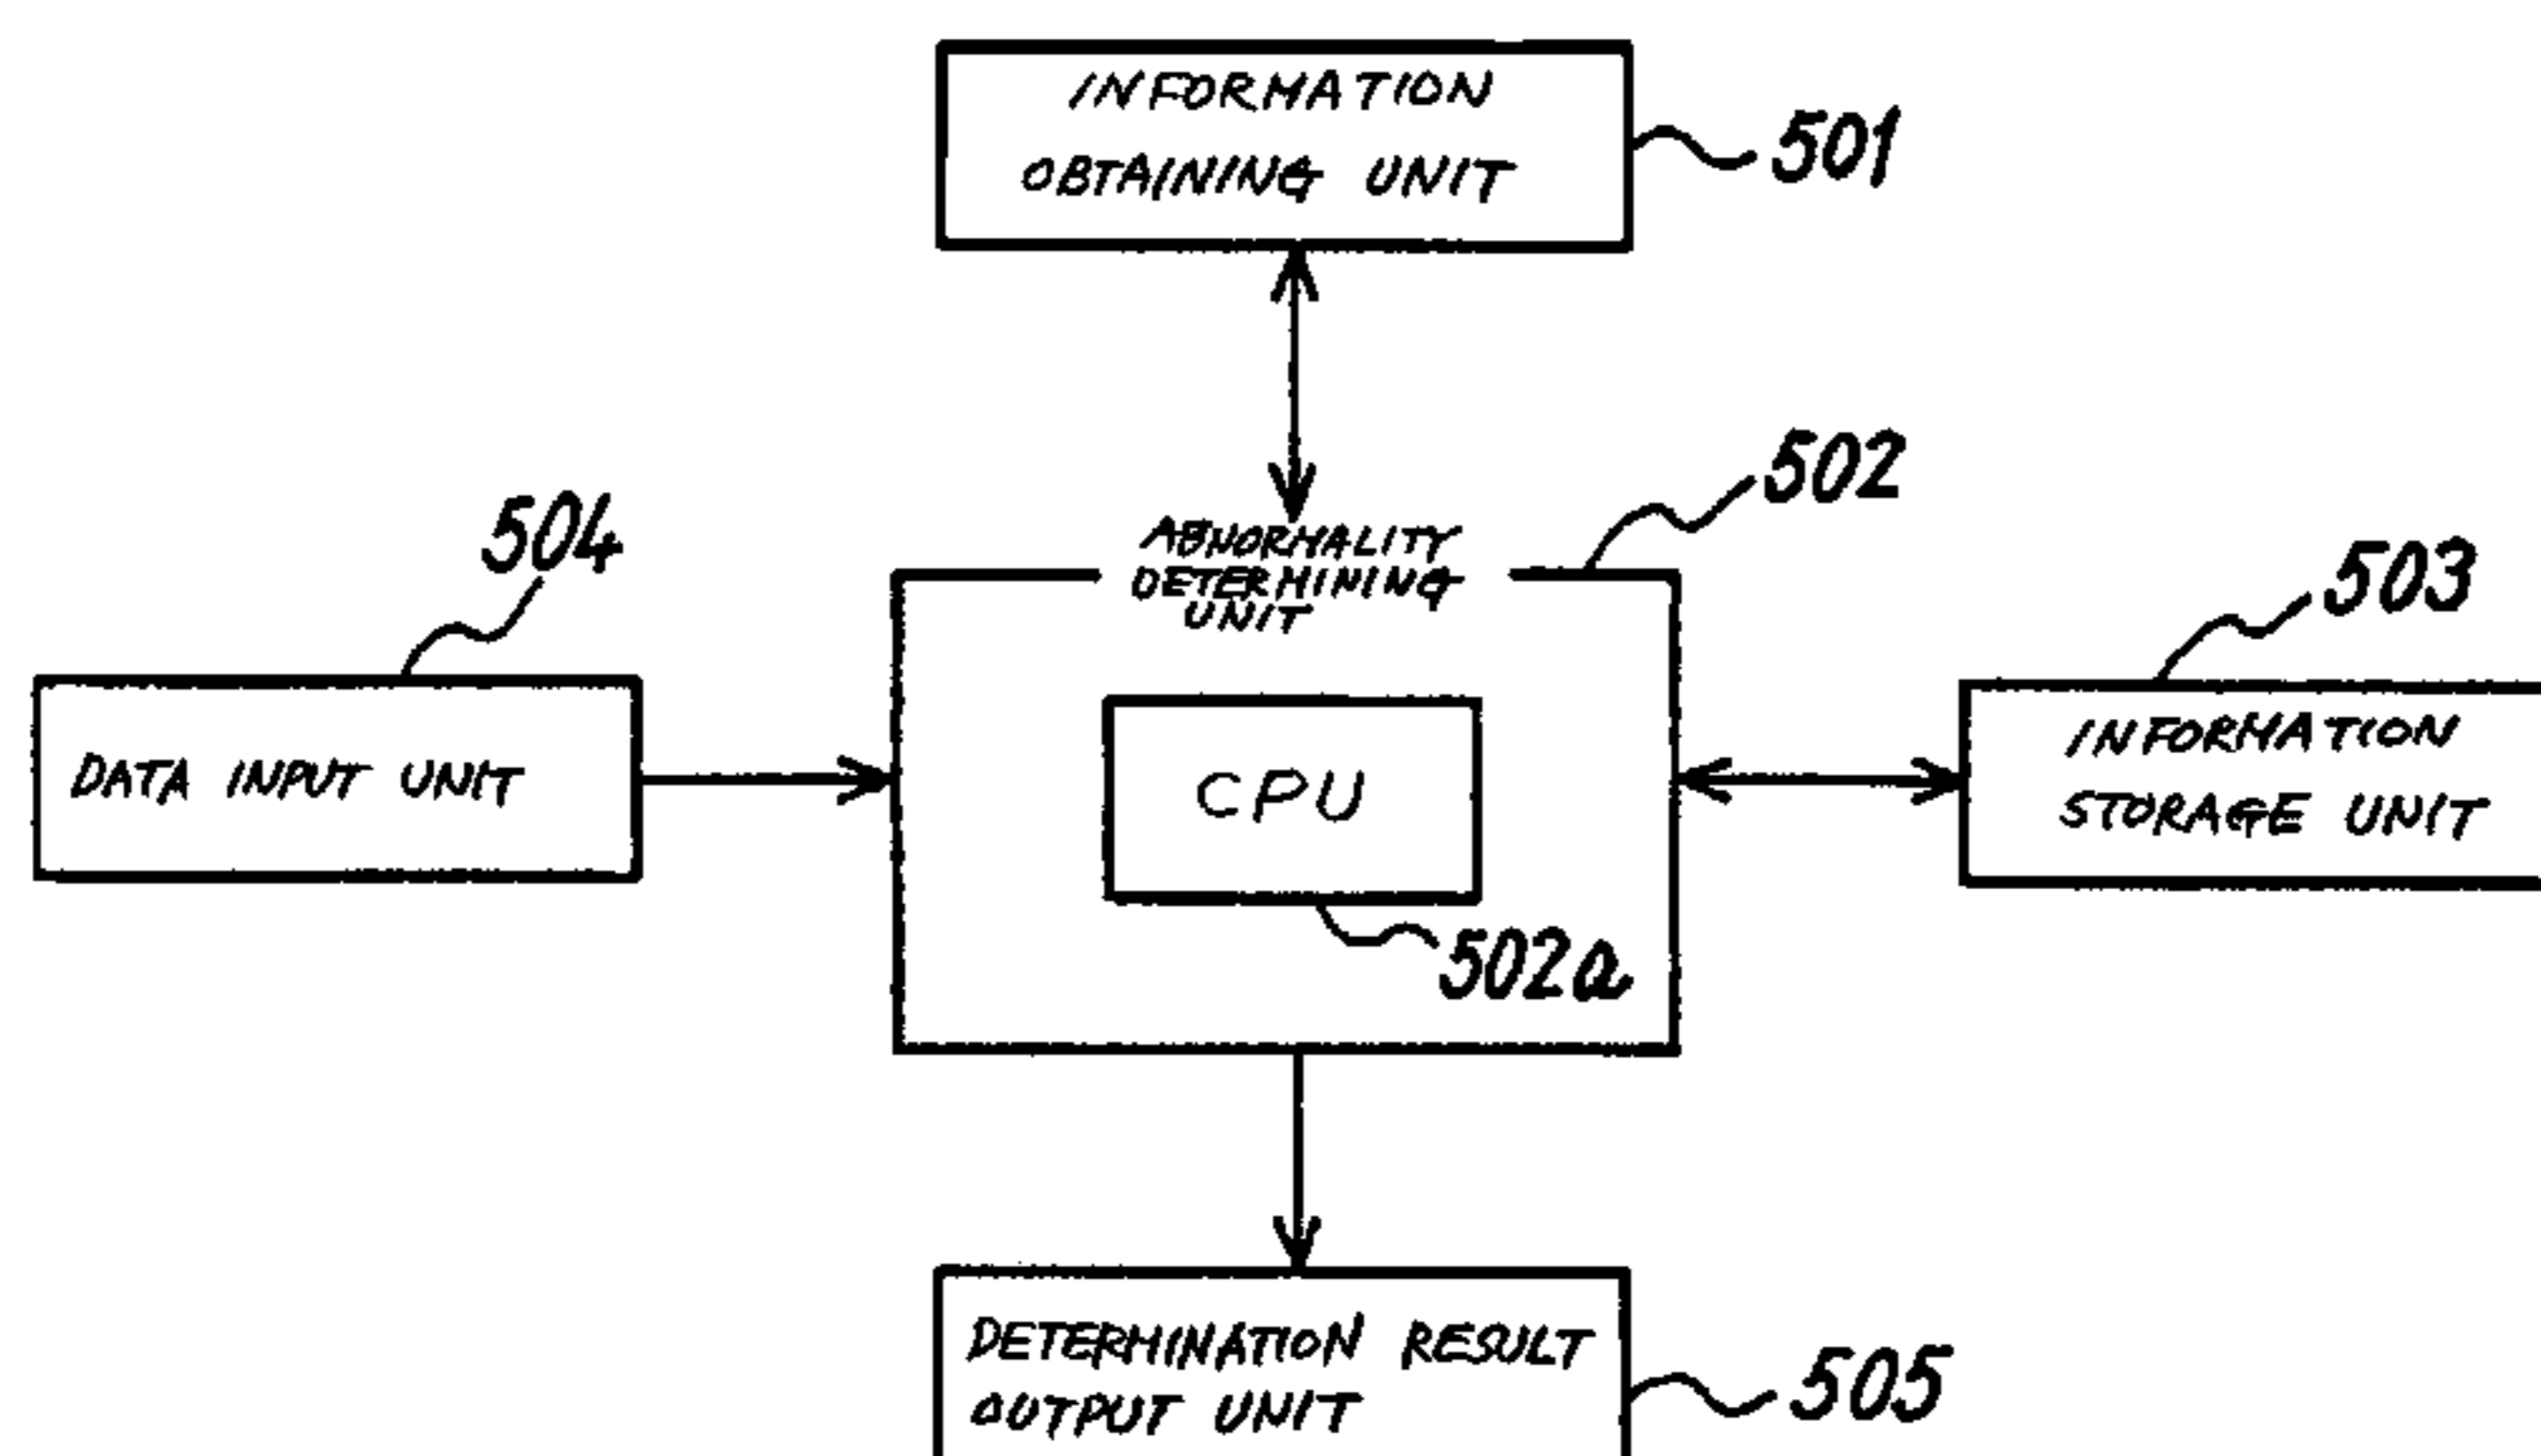 INFORMATION
OBTAINING UNIT
501
502
ABNORMALITY
DETERMINING
UNIT
504
503
DATA INPUT UNIT
CPU
502a
INFORMATION
STORAGE UNIT
DETERMINATION RESULT
OUTPUT UNIT
505